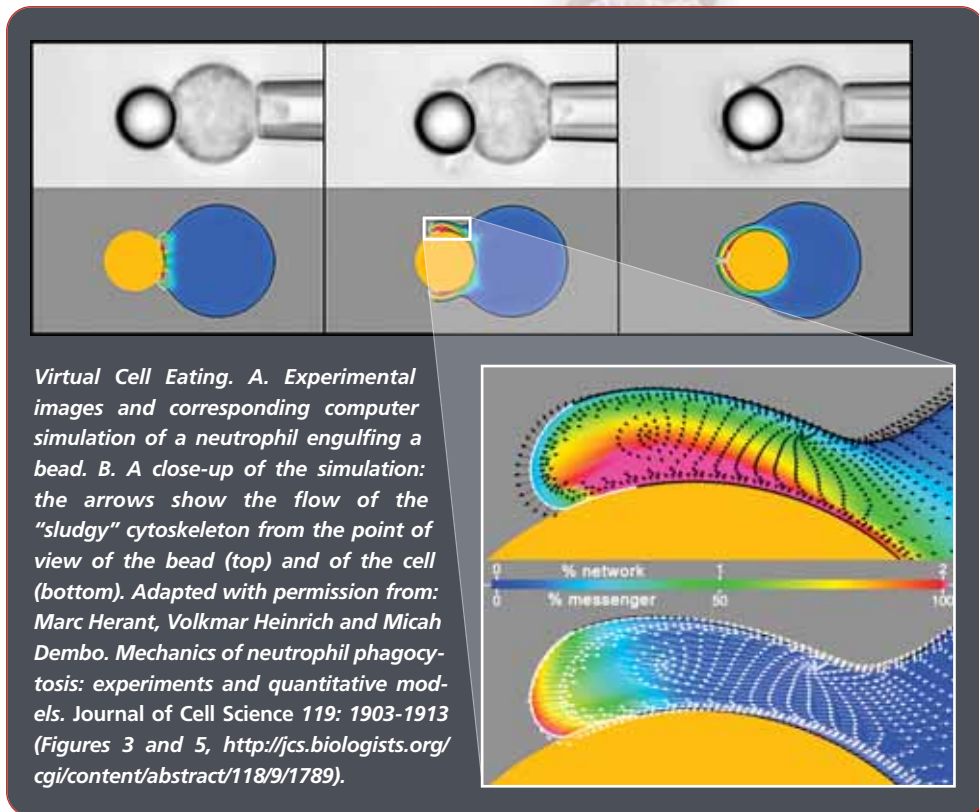 Virtual Cell Eating. A. Experimental
images and corresponding computer
simulation of a neutrophil engulfing a
bead. B. A close-up of the simulation:
the arrows show the flow of the
“sludgy” cytoskeleton from the point of
view of the bead (top) and of the cell
(bottom). Adapted with permission from:
Marc Herant, Volkmar Heinrich and Micah
Dembo. Mechanics of neutrophil phagocy-
tosis: experiments and quantitative mod-
els. Journal of Cell Science 119: 1903-1913
(Figures 3 and 5, http://jcs.biologists.org/
cgi/content/abstract/118/9/1789).
0 % network 1 2
0 % messenger 50 100